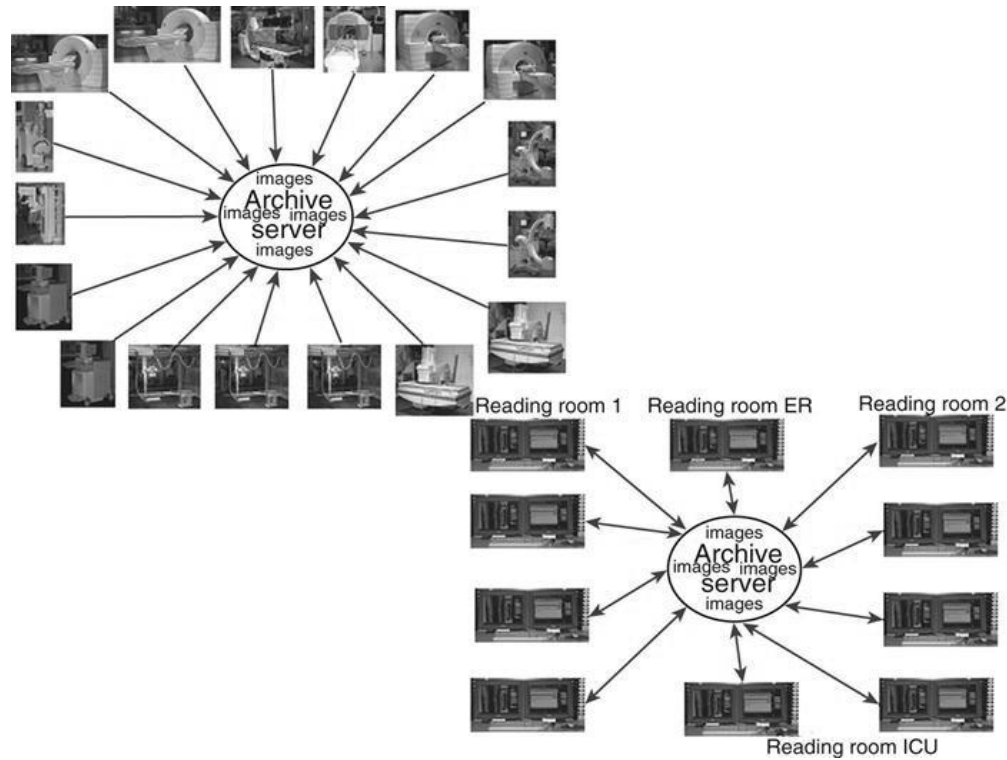 images
Archive
images images
server
images
Reading room 1
Reading room ER
Reading room 2
images
Archive
images images
server
images
Reading room ICU